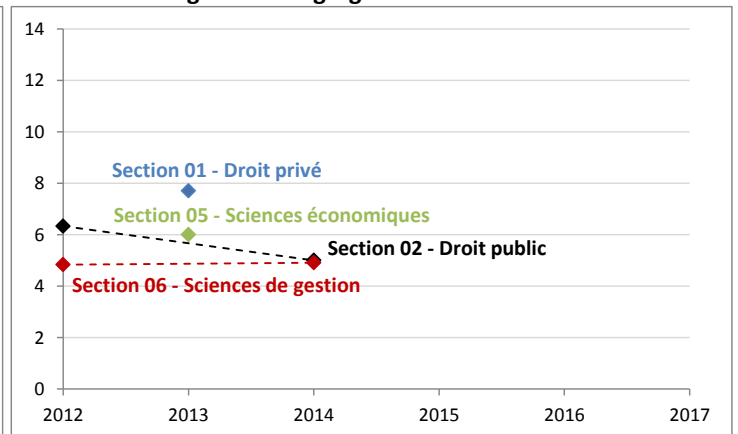 14
12
10
8
6
4
2
0
Section 01 - Droit privé
Section 05 - Sciences économiques
Section 02 - Droit public
Section 06 - Sciences de gestion
2012 2013 2014 2015 2016 2017